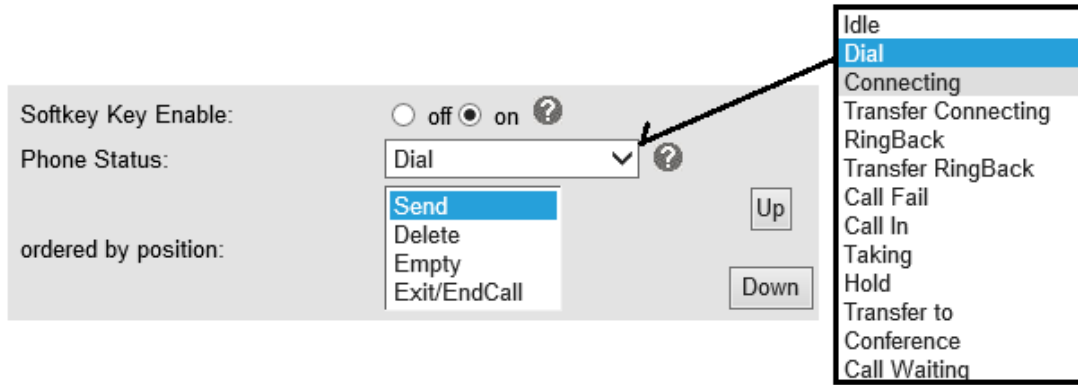 Softkey Key Enable: off on ?
Phone Status: Dial ?
ordered by position:
Send
Delete
Empty
Exit/EndCall
Up
Down
Idle
Dial
Connecting
Transfer Connecting
RingBack
Transfer RingBack
Call Fail
Call In
Taking
Hold
Transfer to
Conference
Call Waiting